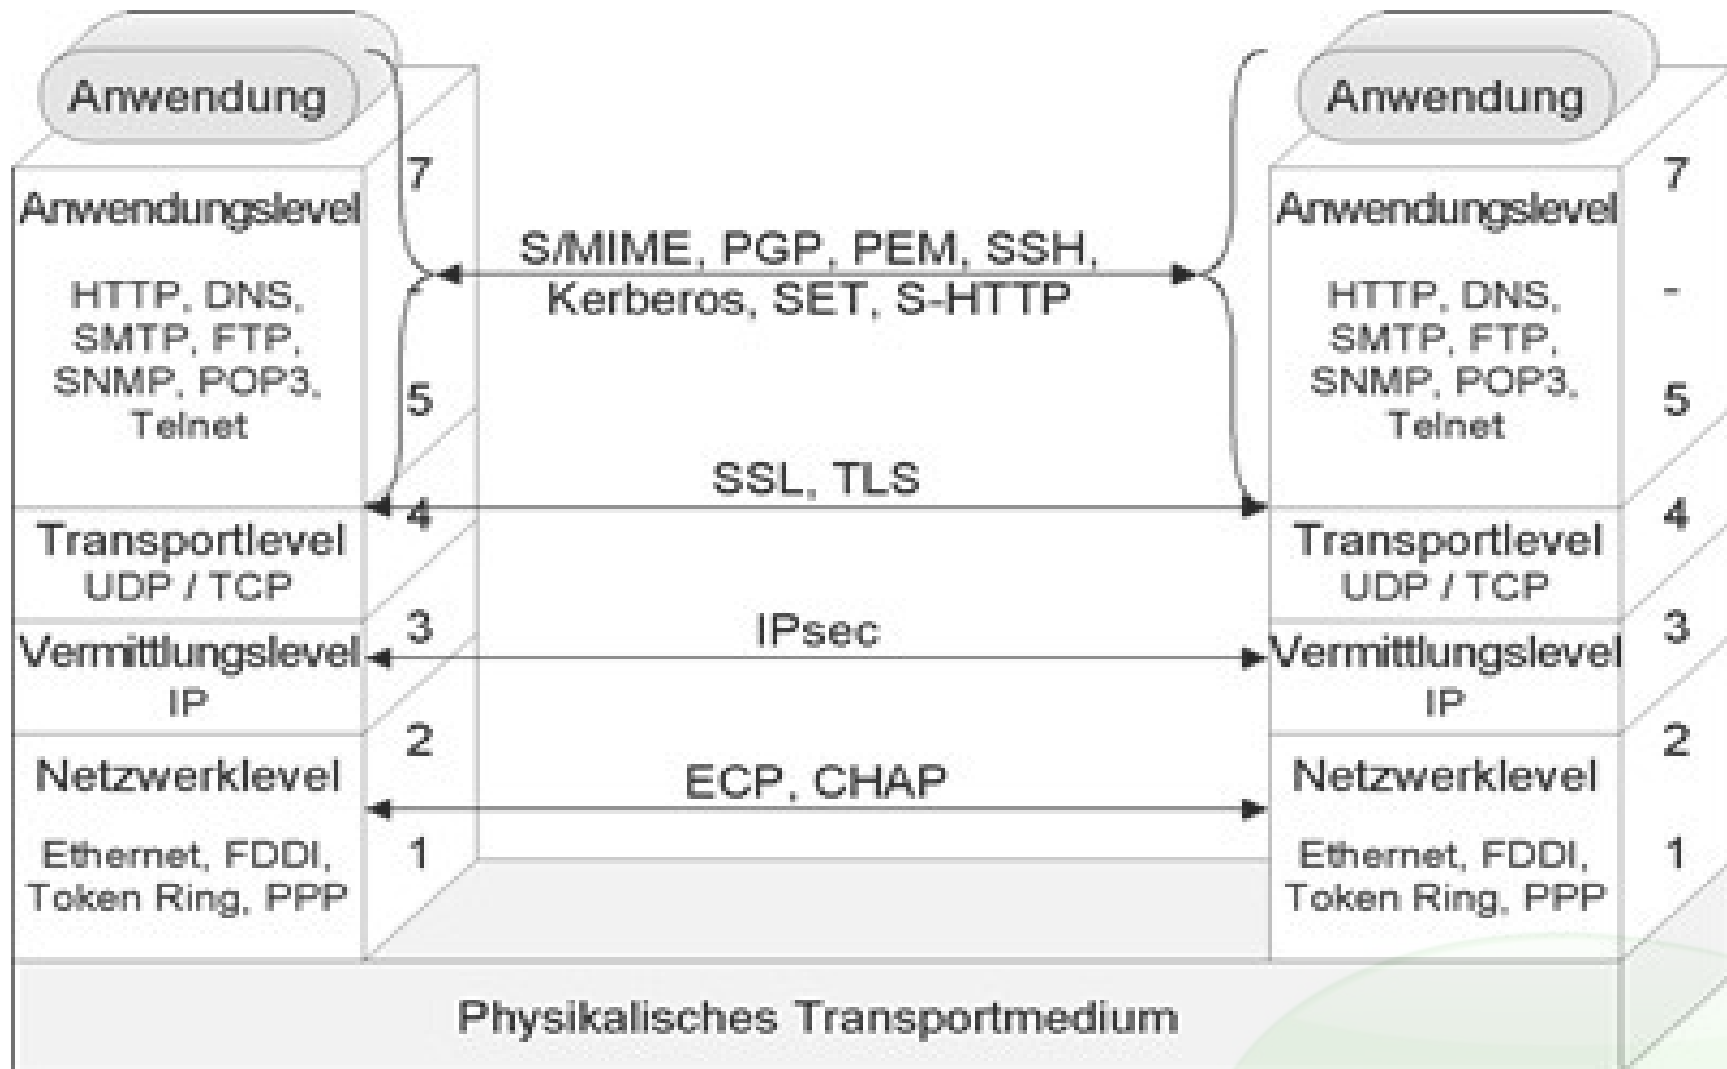 Anwendung
Anwendungslevel
HTTP, DNS,
SMTP, FTP,
SNMP, POP3,
Telnet
Transportlevel
UDP / TCP
Vermittlungslevel
IP
Netzwerklevel
Ethernet, FDDI,
Token Ring, PPP
7
-
5
4
3
2
1
S/MIME, PGP, PEM, SSH,
Kerberos, SET, S-HTTP
SSL, TLS
IPsec
ECP, CHAP
Anwendung
Anwendungslevel
HTTP, DNS,
SMTP, FTP,
SNMP, POP3,
Telnet
Transportlevel
UDP / TCP
Vermittlungslevel
IP
Netzwerklevel
Ethernet, FDDI,
Token Ring, PPP
7
-
5
4
3
2
1
Physikalisches Transportmedium